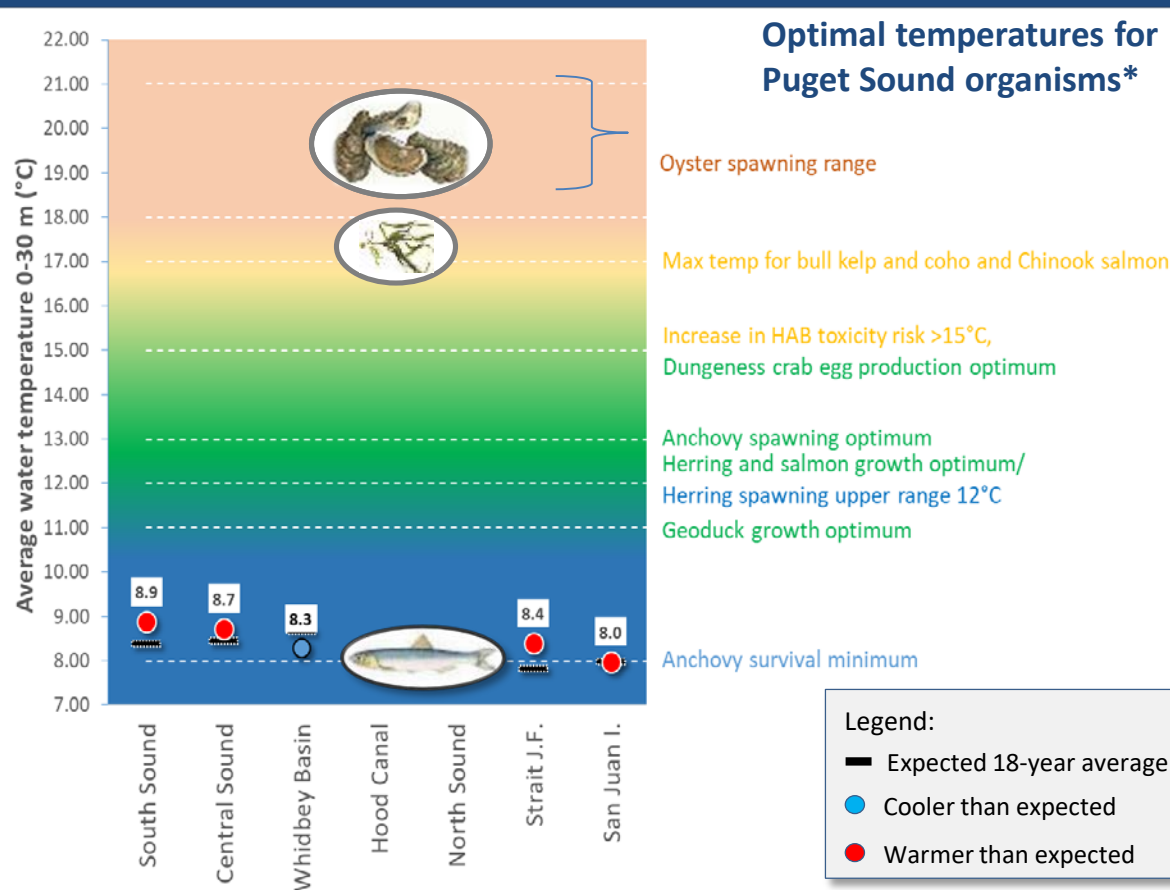 Optimal temperatures for
Puget Sound organisms*
Average water temperature 0-30 m (°C)
22.00
21.00
20.00
19.00
18.00
17.00
16.00
15.00
14.00
13.00
12.00
11.00
10.00
9.00
8.00
7.00
Oyster spawning range
Max temp for bull kelp and coho and Chinook salmon
Increase in HAB toxicity risk >15°C,
Dungeness crab egg production optimum
Anchovy spawning optimum
Herring and salmon growth optimum/
Herring spawning upper range 12°C
Geoduck growth optimum
Anchovy survival minimum
8.9
8.7
8.3
8.4
8.0
South Sound
Central Sound
Whidbey Basin
Hood Canal
North Sound
Strait J.F.
San Juan I.
Legend:
Expected 18-year average
Cooler than expected
Warmer than expected